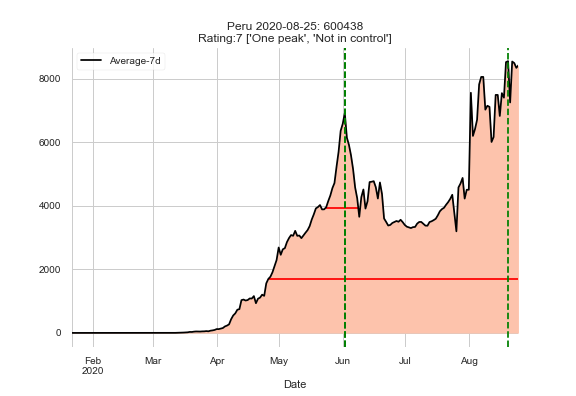 Peru 2020-08-25: 600438
Rating:7 ['One peak', 'Not in control']
Average-7d
8000
6000
4000
2000
0
Feb Mar Apr May Jun Jul Aug
2020
Date